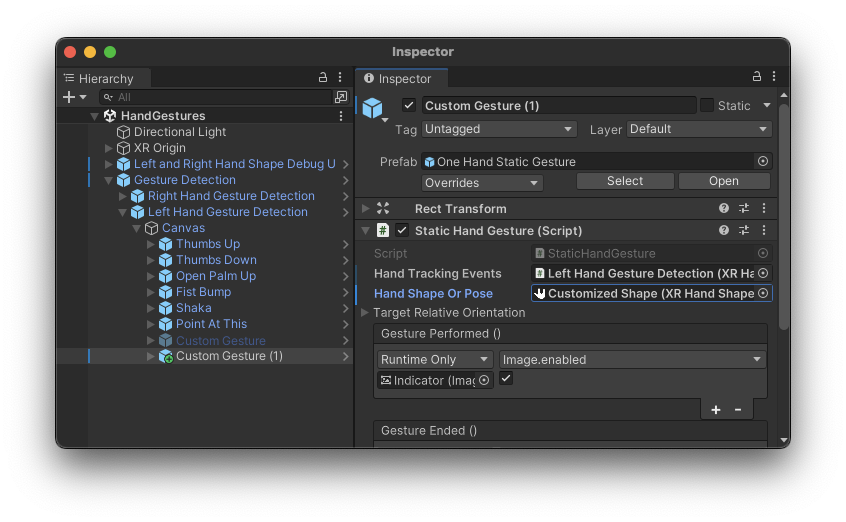 Inspector
Hierarchy
All
HandGestures
Directional Light
XR Origin
Left and Right Hand Shape Debug U
Gesture Detection
Right Hand Gesture Detection
Left Hand Gesture Detection
Canvas
Thumbs Up
Thumbs Down
Open Palm Up
Fist Bump
Shaka
Point At This
Custom Gesture
Custom Gesture (1)
Inspector
Custom Gesture (1)
Static
Tag
Untagged
Layer
Default
Prefab
One Hand Static Gesture
Overrides
Select
Open
Rect Transform
# Static Hand Gesture (Script)
Script
# StaticHandGesture
Hand Tracking Events
# Left Hand Gesture Detection (XR Ha
Hand Shape Or Pose
Customized Shape (XR Hand Shape
Target Relative Orientation
Gesture Performed ()
Runtime Only
Image.enabled
Indicator (Imag
+ -
Gesture Ended ()